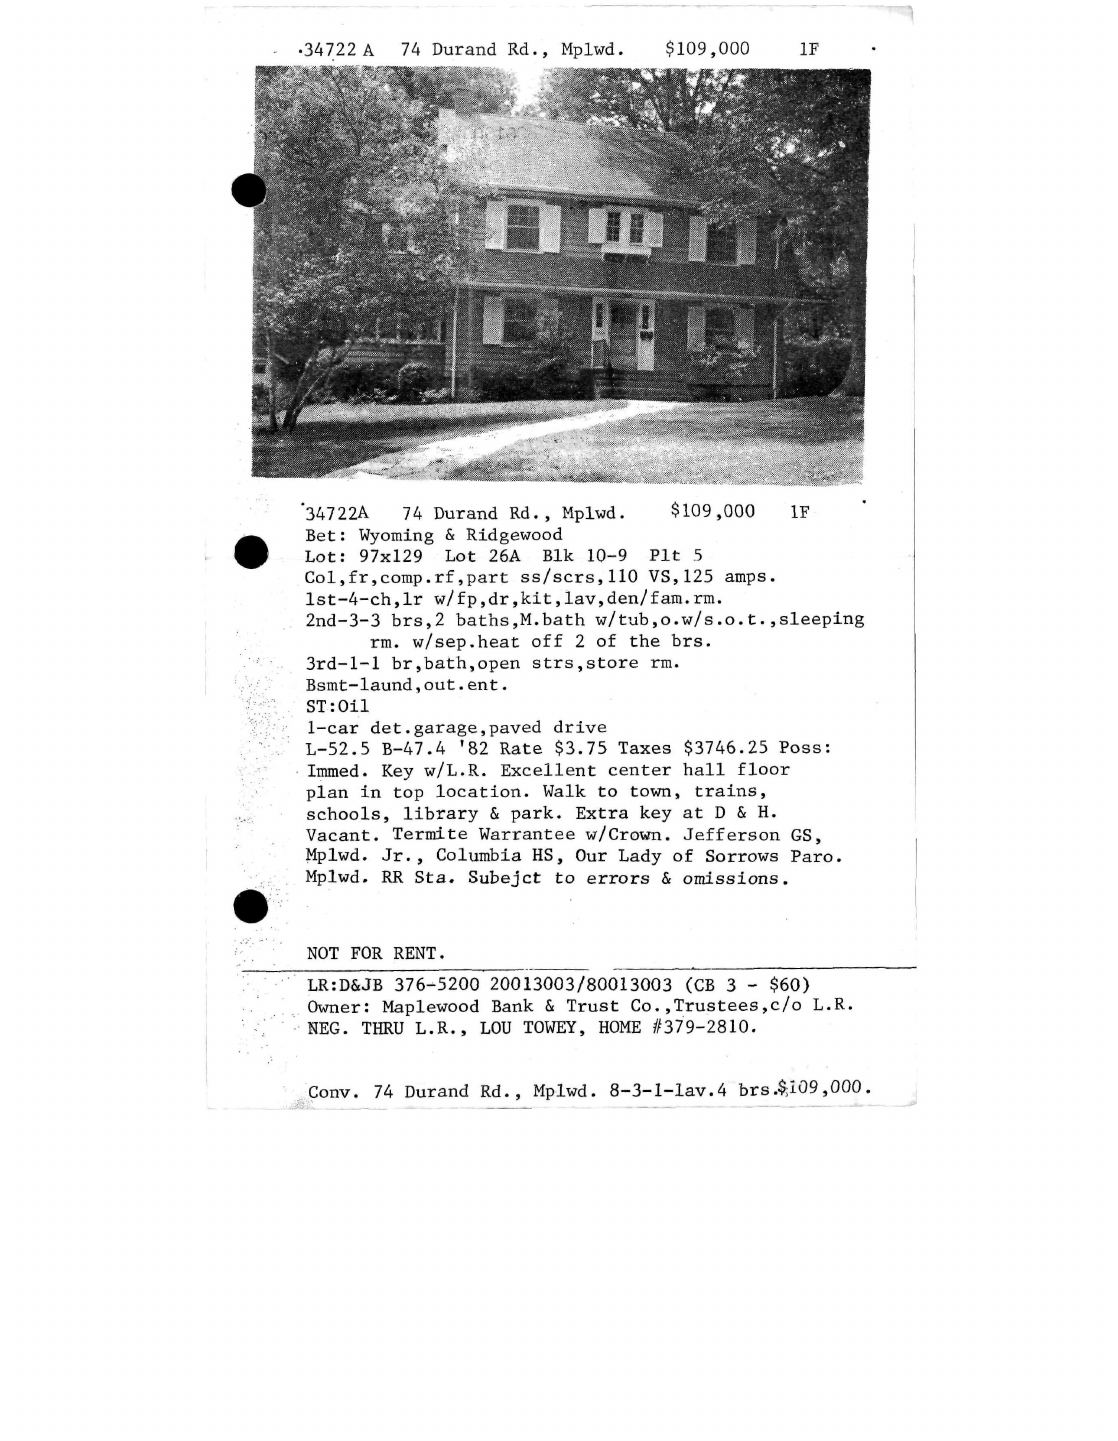 34722 A 74 Durand Rd., Mplwd. $109,000 1F
34722A 74 Durand Rd., Mplwd. $109,000 1F
Bet: Wyoming & Ridgewood
Lot: 97x129 Lot 26A Blk 10-9 Plt 5
Col,fr,comp.rf,part ss/scrs,110 VS,125 amps.
1st-4-ch,lr w/fp,dr,kit,lav,den/fam.rm.
2nd-3-3 brs,2 baths,M.bath w/tub,o.w/s.o.t.,sleeping
rm. w/sep.heat off 2 of the brs.
3rd-1-1 br,bath,open strs,store rm.
Bsmt-laund,out.ent.
ST:Oil
1-car det.garage,paved drive
L-52.5 B-47.4 '82 Rate $3.75 Taxes $3746.25 Poss:
Immed. Key w/L.R. Excellent center hall floor
plan in top location. Walk to town, trains,
schools, library & park. Extra key at D & H.
Vacant. Termite Warrantee w/Crown. Jefferson GS,
Mplwd. Jr., Columbia HS, Our Lady of Sorrows Paro.
Mplwd. RR Sta. Subejct to errors & omissions.
NOT FOR RENT.
LR:D&JB 376-5200 20013003/80013003 (CB 3 - $60)
Owner: Maplewood Bank & Trust Co.,Trustees,c/o L.R.
NEG. THRU L.R., LOU TOWEY, HOME #379-2810.
Conv. 74 Durand Rd., Mplwd. 8-3-1-lav.4 brs.$109,000.